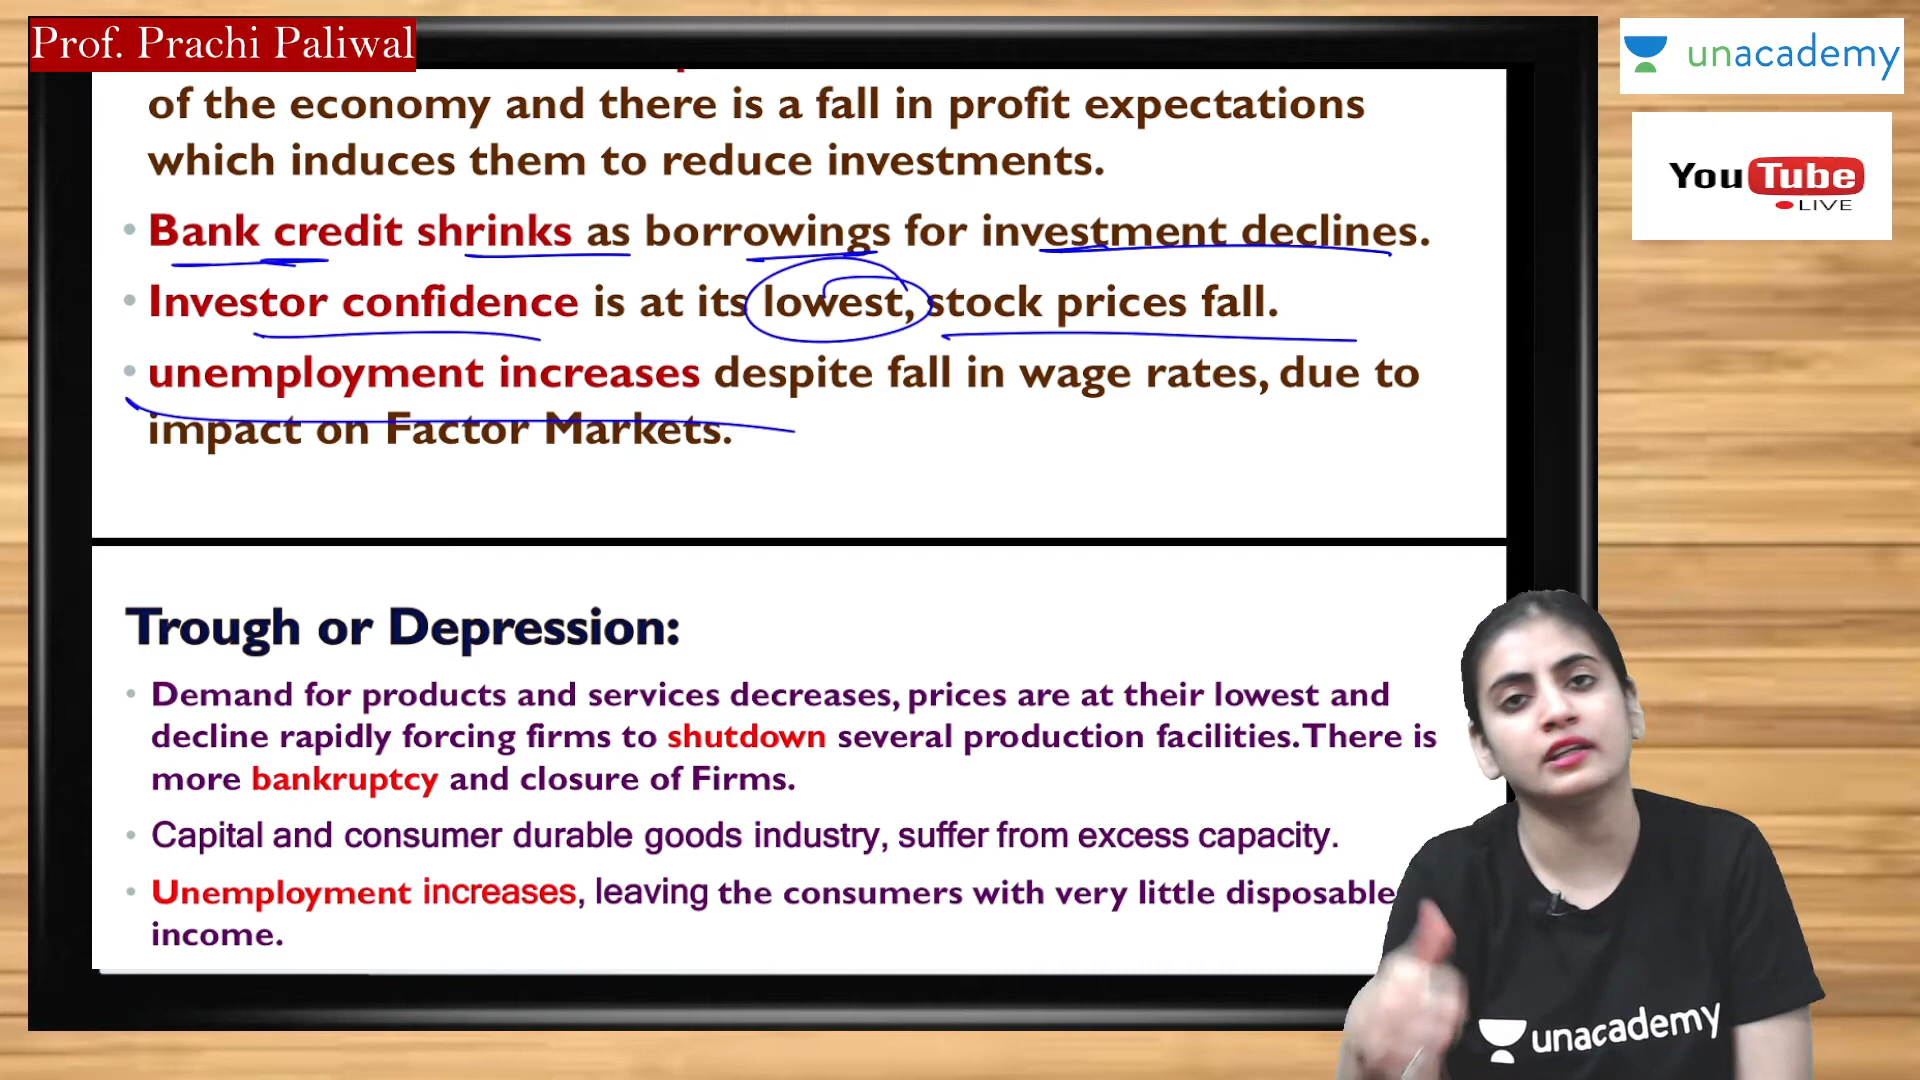 Prof. Prachi Paliwal
unacademy
You Tube
LIVE
of the economy and there is a fall in profit expectations
which induces them to reduce investments.
• Bank credit shrinks as borrowings for investment declines.
• Investor confidence is at its lowest, stock prices fall.
• unemployment increases despite fall in wage rates, due to
impact on Factor Markets.
Trough or Depression:
• Demand for products and services decreases, prices are at their lowest and
decline rapidly forcing firms to shutdown several production facilities. There is
more bankruptcy and closure of Firms.
• Capital and consumer durable goods industry, suffer from excess capacity.
• Unemployment increases, leaving the consumers with very little disposable
income.
unacademy